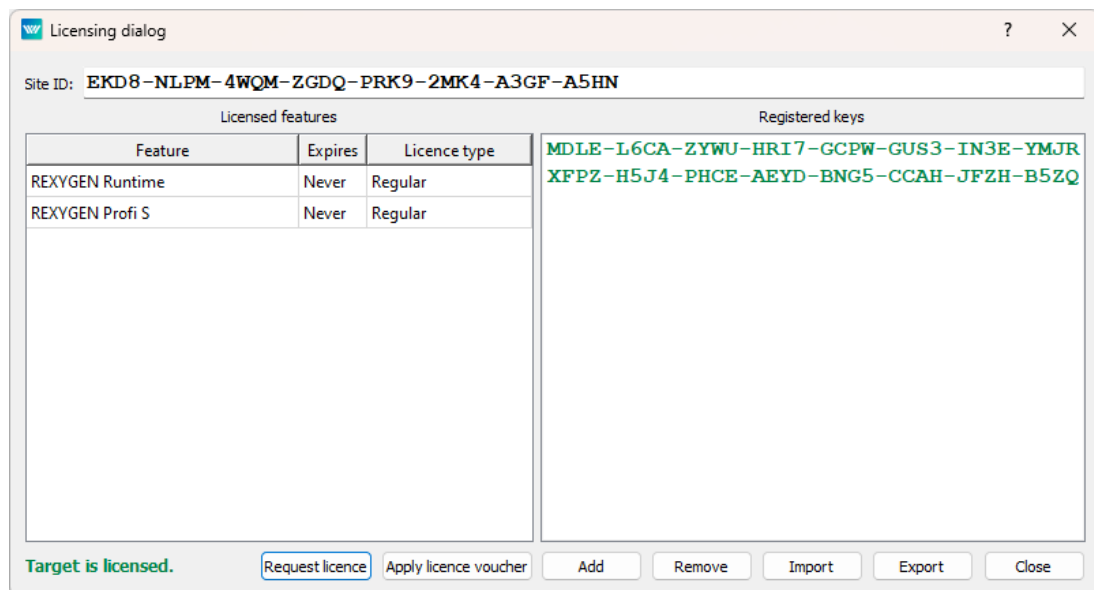 Licensing dialog
?
Site ID: EKD8-NLPM-4WQM-ZGDQ-PRK9-2MK4-A3GF-A5HN
Licensed features
Registered keys
Feature Expires Licence type
REXYGEN Runtime Never Regular
REXYGEN Profi S Never Regular
MDLE-L6CA-ZYWU-HRI7-GCPW-GUS3-IN3E-YMJR
XFPZ-H5J4-PHCE-AEYD-BNG5-CCAH-JFZH-B5ZQ
Target is licensed.
Request licence Apply licence voucher Add Remove Import Export Close